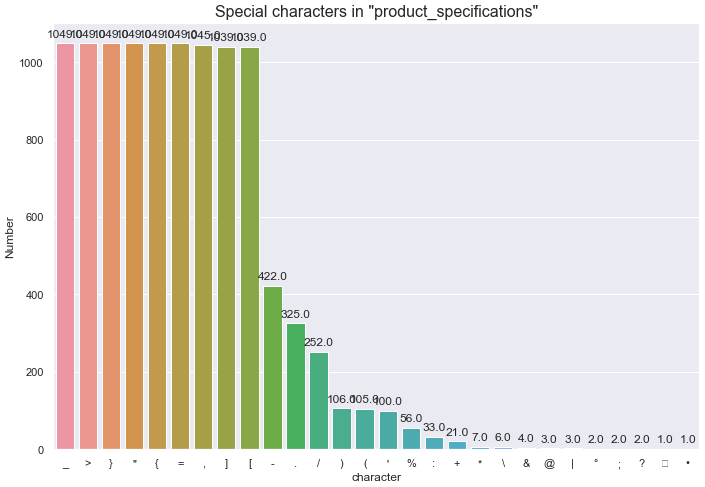 Special characters in "product_specifications"
1049.0 1049.0 1049.0 1049.0 1049.0 1049.0 1045.0 1039.0 1039.0
1000
800
600
400
200
0
Number
422.0
325.0
252.0
106.0 105.0 100.0
56.0
33.0
21.0
7.0 6.0 4.0 3.0 3.0 2.0 2.0 2.0 1.0 1.0
_ > } " { = , ] [ - . / ) ( ' % : + * \ & @ | ° ; ? □ •
character